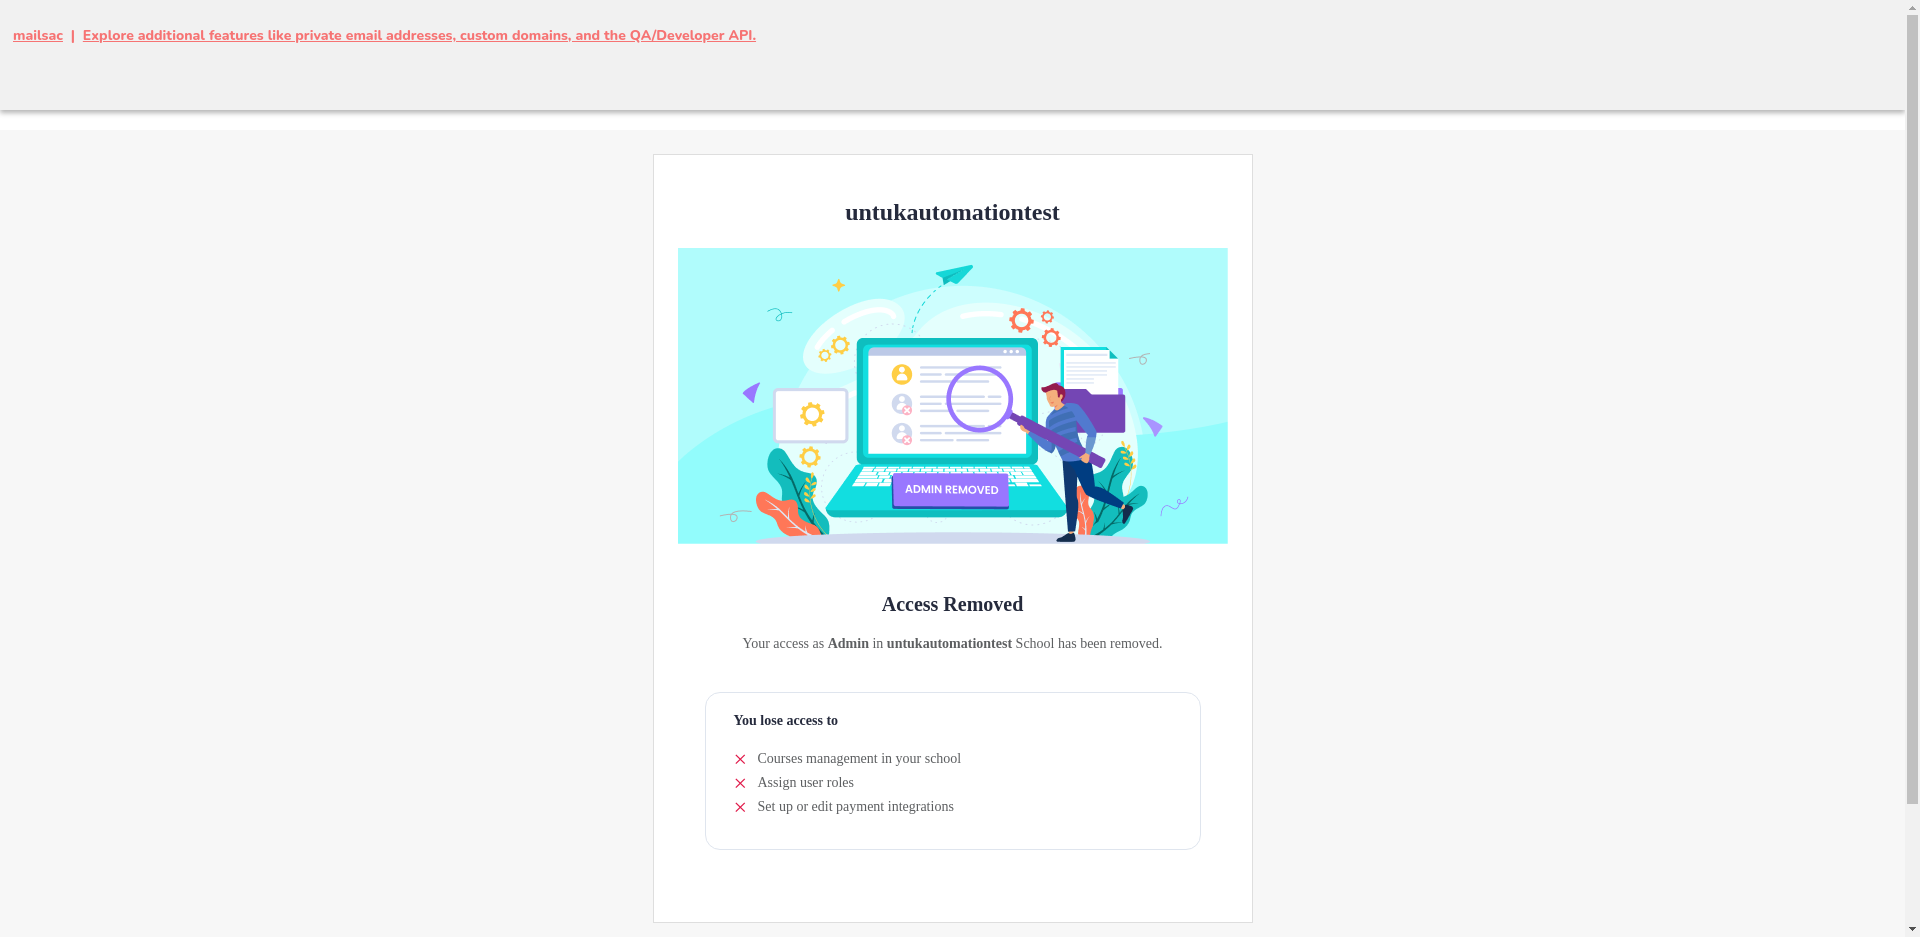 mailsac | Explore additional features like private email addresses, custom domains, and the QA/Developer API.
untukautomationtest
ADMIN REMOVED
Access Removed
Your access as Admin in untukautomationtest School has been removed.
You lose access to
Courses management in your school
Assign user roles
Set up or edit payment integrations